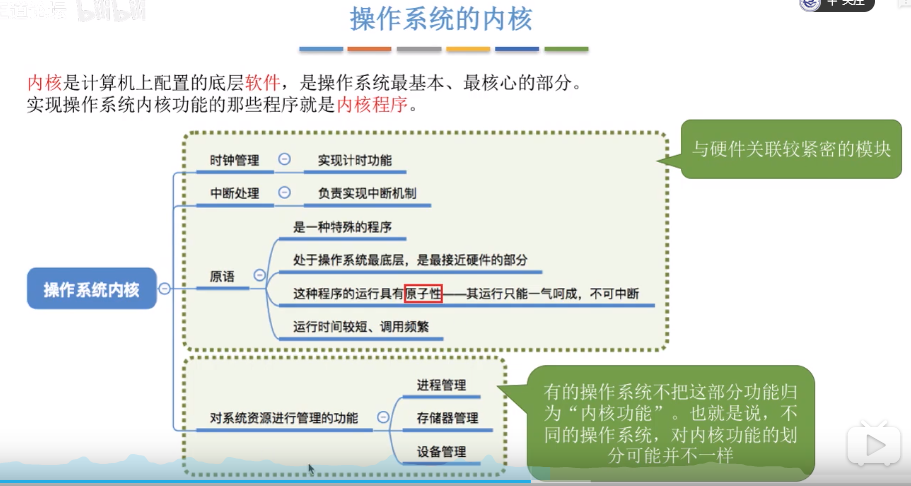 bilibili
关注
操作系统的内核
内核是计算机上配置的底层软件，是操作系统最基本、最核心的部分。
实现操作系统内核功能的那些程序就是内核程序。
与硬件关联较紧密的模块
时钟管理
实现计时功能
中断处理
负责实现中断机制
是一种特殊的程序
处于操作系统最底层，是最接近硬件的部分
原语
这种程序的运行具有原子性——其运行只能一气呵成，不可中断
运行时间较短、调用频繁
操作系统内核
对系统资源进行管理的功能
进程管理
存储器管理
设备管理
有的操作系统不把这部分功能归
为“内核功能”。也就是说，不
同的操作系统，对内核功能的划
分可能并不一样